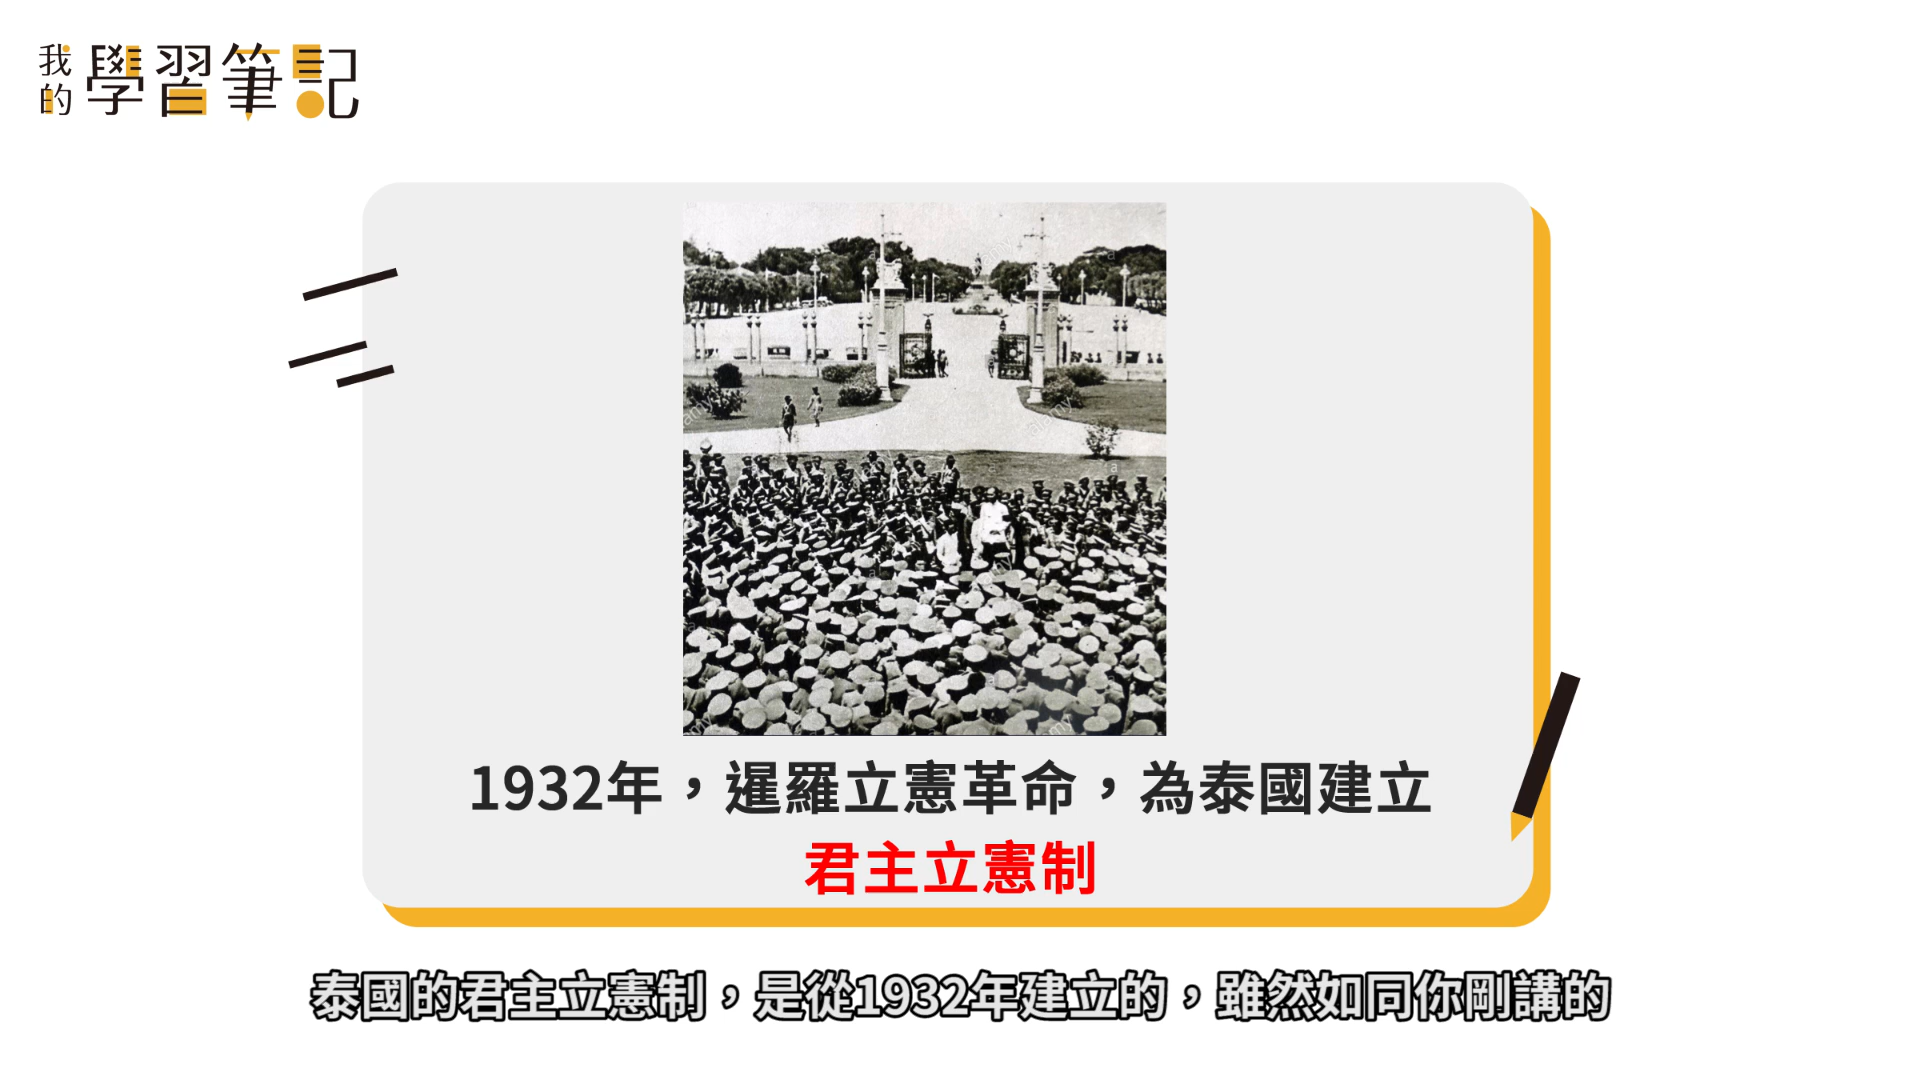 我的學習筆記
1932年，暹羅立憲革命，為泰國建立
君主立憲制
泰國的君主立憲制，是從1932年建立的，雖然如同你剛講的